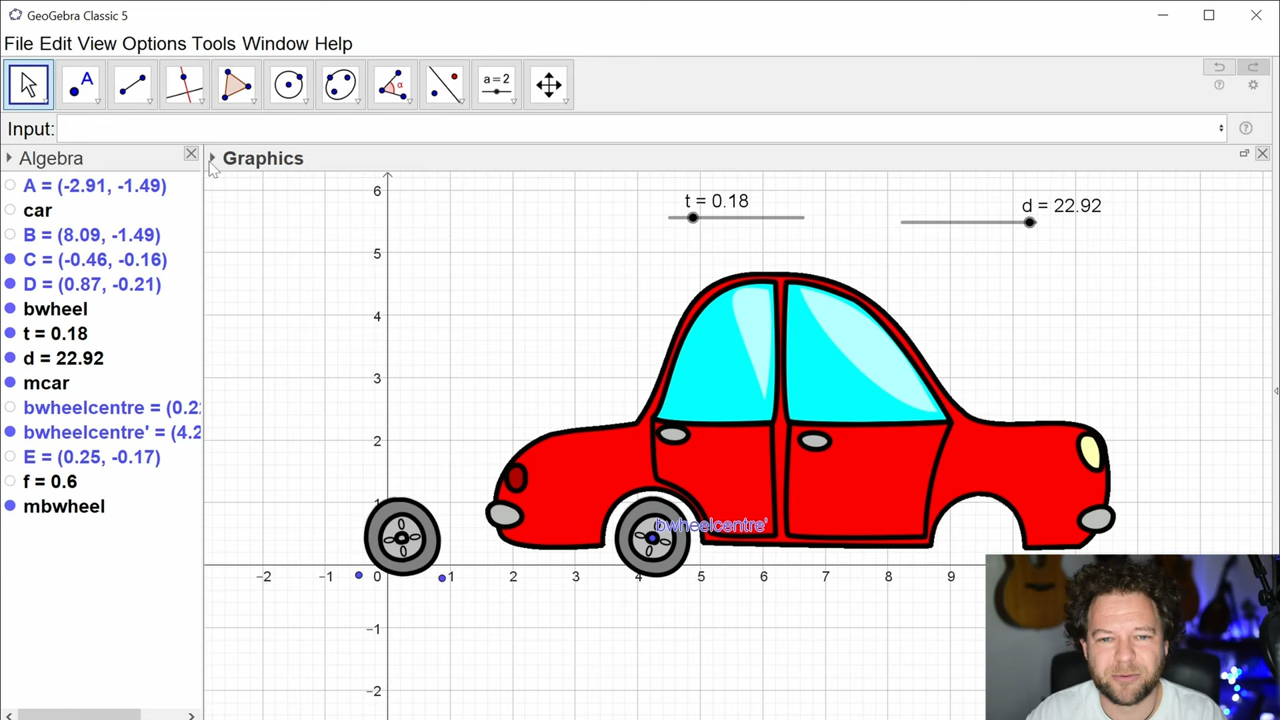 GeoGebra Classic 5
File Edit View Options Tools Window Help
A
α
a=2
Input:
Algebra
Graphics
A = (-2.91, -1.49)
car
B = (8.09, -1.49)
C = (-0.46, -0.16)
D = (0.87, -0.21)
bwheel
t = 0.18
d = 22.92
mcar
bwheelcentre = (0.2
bwheelcentre' = (4.2
E = (0.25, -0.17)
f = 0.6
mbwheel
t = 0.18
d = 22.92
6
5
4
3
2
1
bwheelcentre'
−2 −1 0 1 2 3 4 5 6 7 8 9
−1
−2